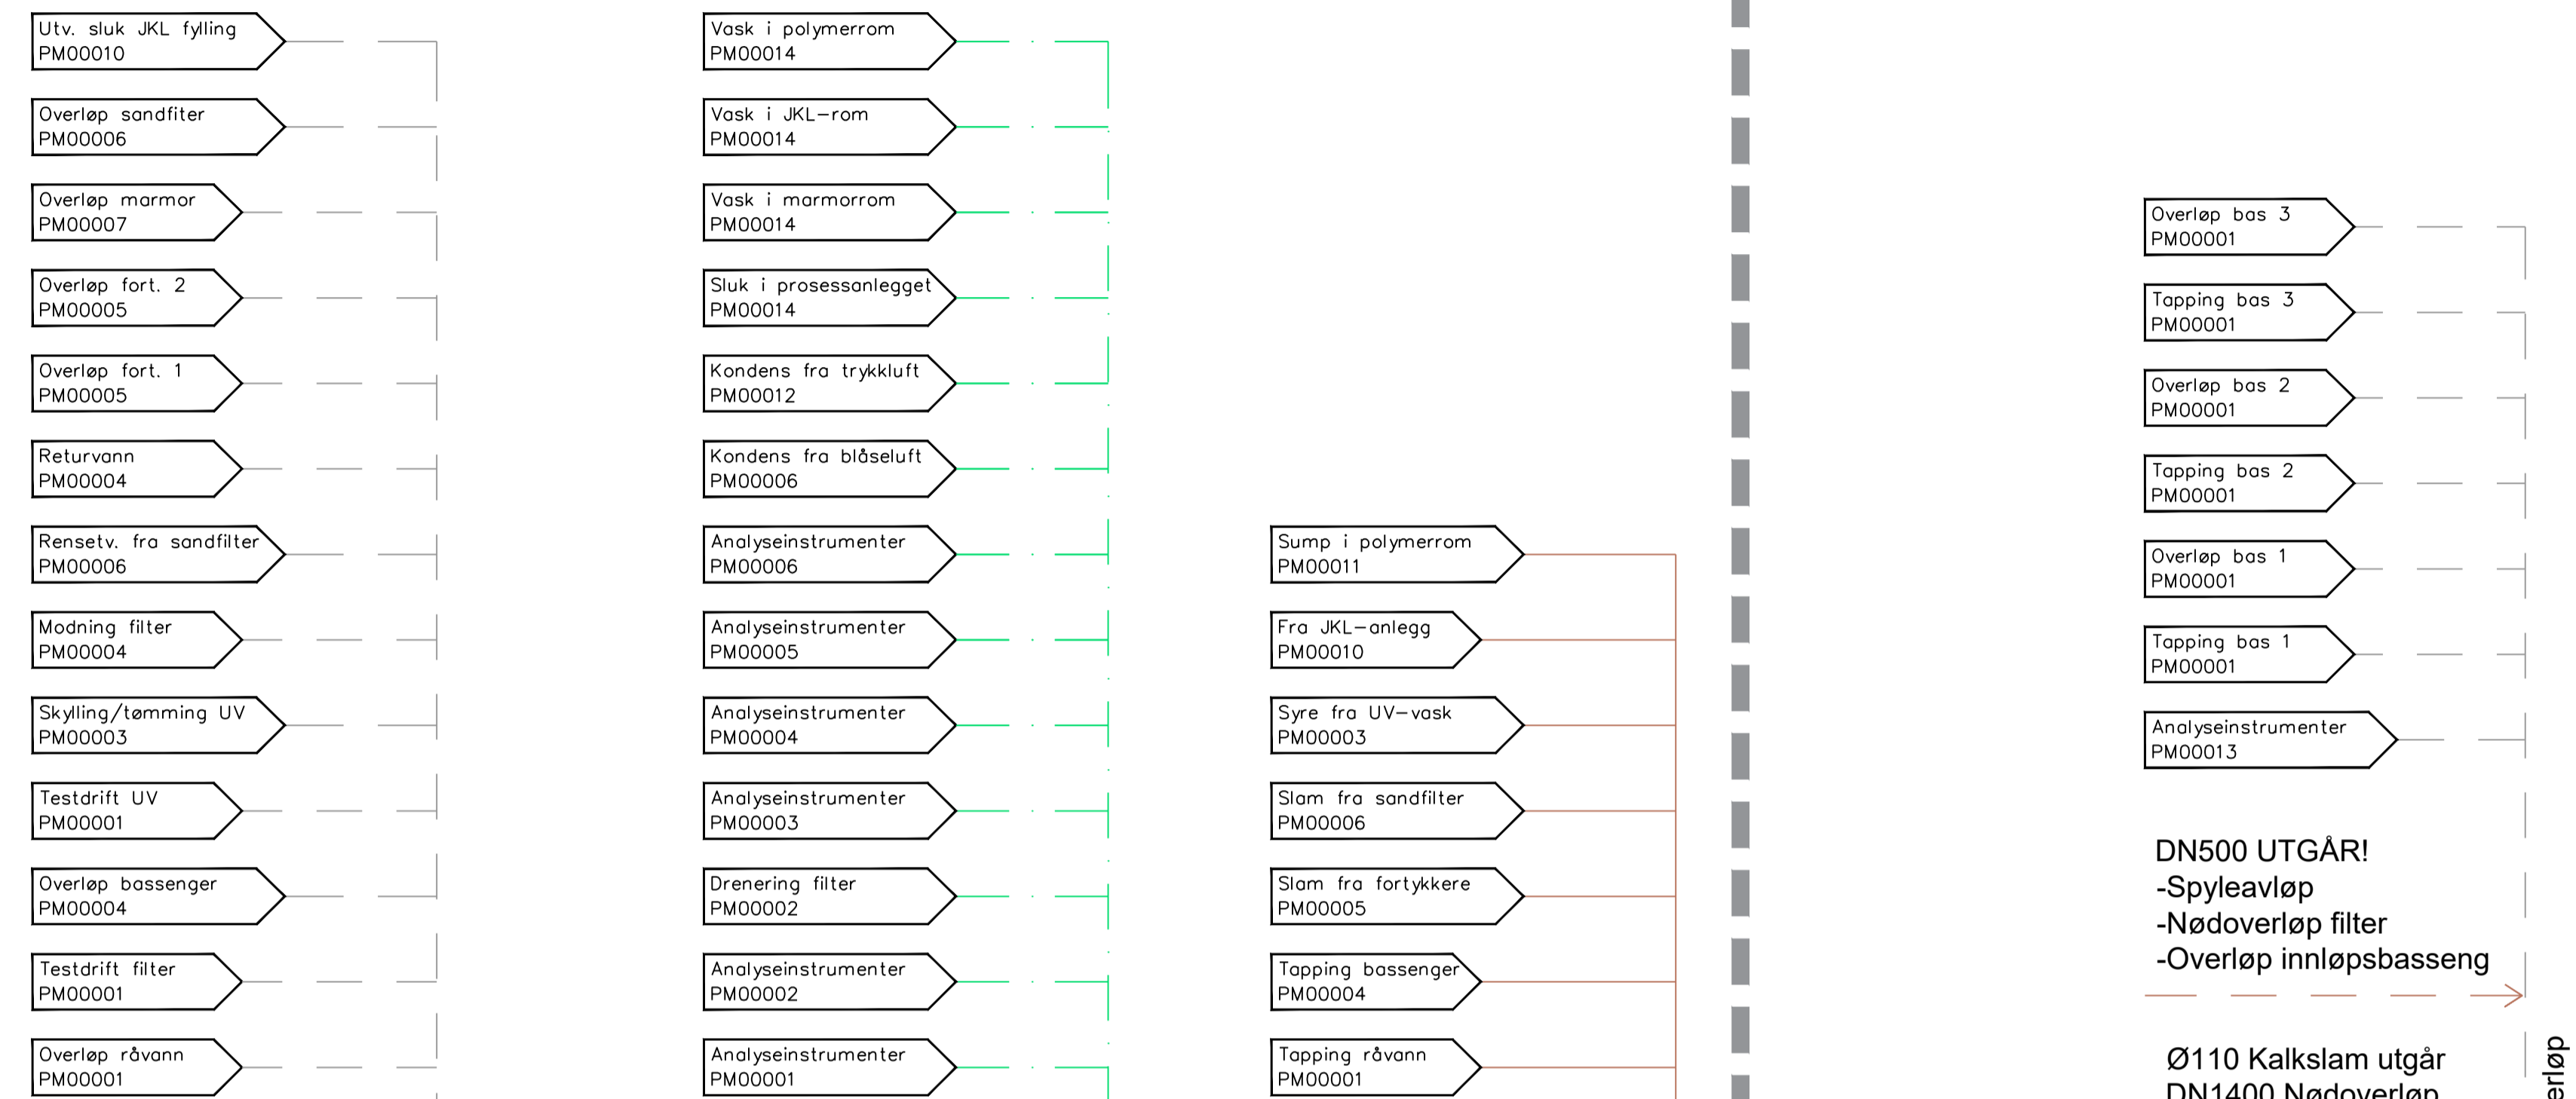 Utv. sluk JKL fylling
PM00010
Overløp sandfiter
PM00006
Overløp marmor
PM00007
Overløp fort. 2
PM00005
Overløp fort. 1
PM00005
Returvann
PM00004
Rensetv. fra sandfilter
PM00006
Modning filter
PM00004
Skylling/tømming UV
PM00003
Testdrift UV
PM00001
Overløp bassenger
PM00004
Testdrift filter
PM00001
Overløp råvann
PM00001
Vask i polymerrom
PM00014
Vask i JKL-rom
PM00014
Vask i marmorrom
PM00014
Sluk i prosessanlegget
PM00014
Kondens fra trykkluft
PM00012
Kondens fra blåseluft
PM00006
Analyseinstrumenter
PM00006
Analyseinstrumenter
PM00005
Analyseinstrumenter
PM00004
Analyseinstrumenter
PM00003
Drenering filter
PM00002
Analyseinstrumenter
PM00002
Analyseinstrumenter
PM00001
Sump i polymerrom
PM00011
Fra JKL-anlegg
PM00010
Syre fra UV-vask
PM00003
Slam fra sandfilter
PM00006
Slam fra fortykkere
PM00005
Tapping bassenger
PM00004
Tapping råvann
PM00001
Overløp bas 3
PM00001
Tapping bas 3
PM00001
Overløp bas 2
PM00001
Tapping bas 2
PM00001
Overløp bas 1
PM00001
Tapping bas 1
PM00001
Analyseinstrumenter
PM00013
DN500 UTGÅR!
-Spyleavløp
-Nødoverløp filter
-Overløp innløpsbasseng
Ø110 Kalkslam utgår
DN1400 Nødoverløp
erløp